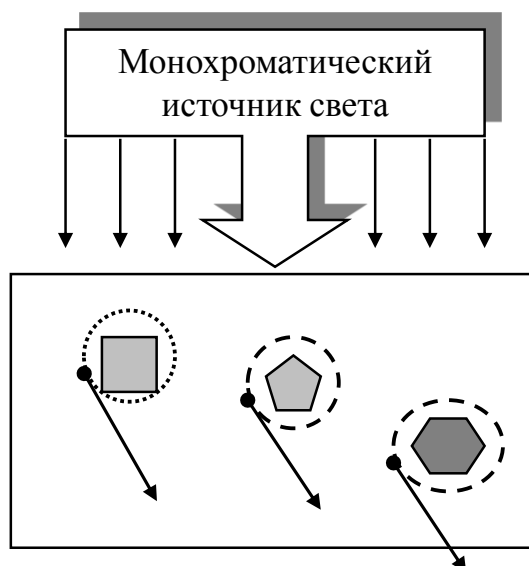 Монохроматический
источник света